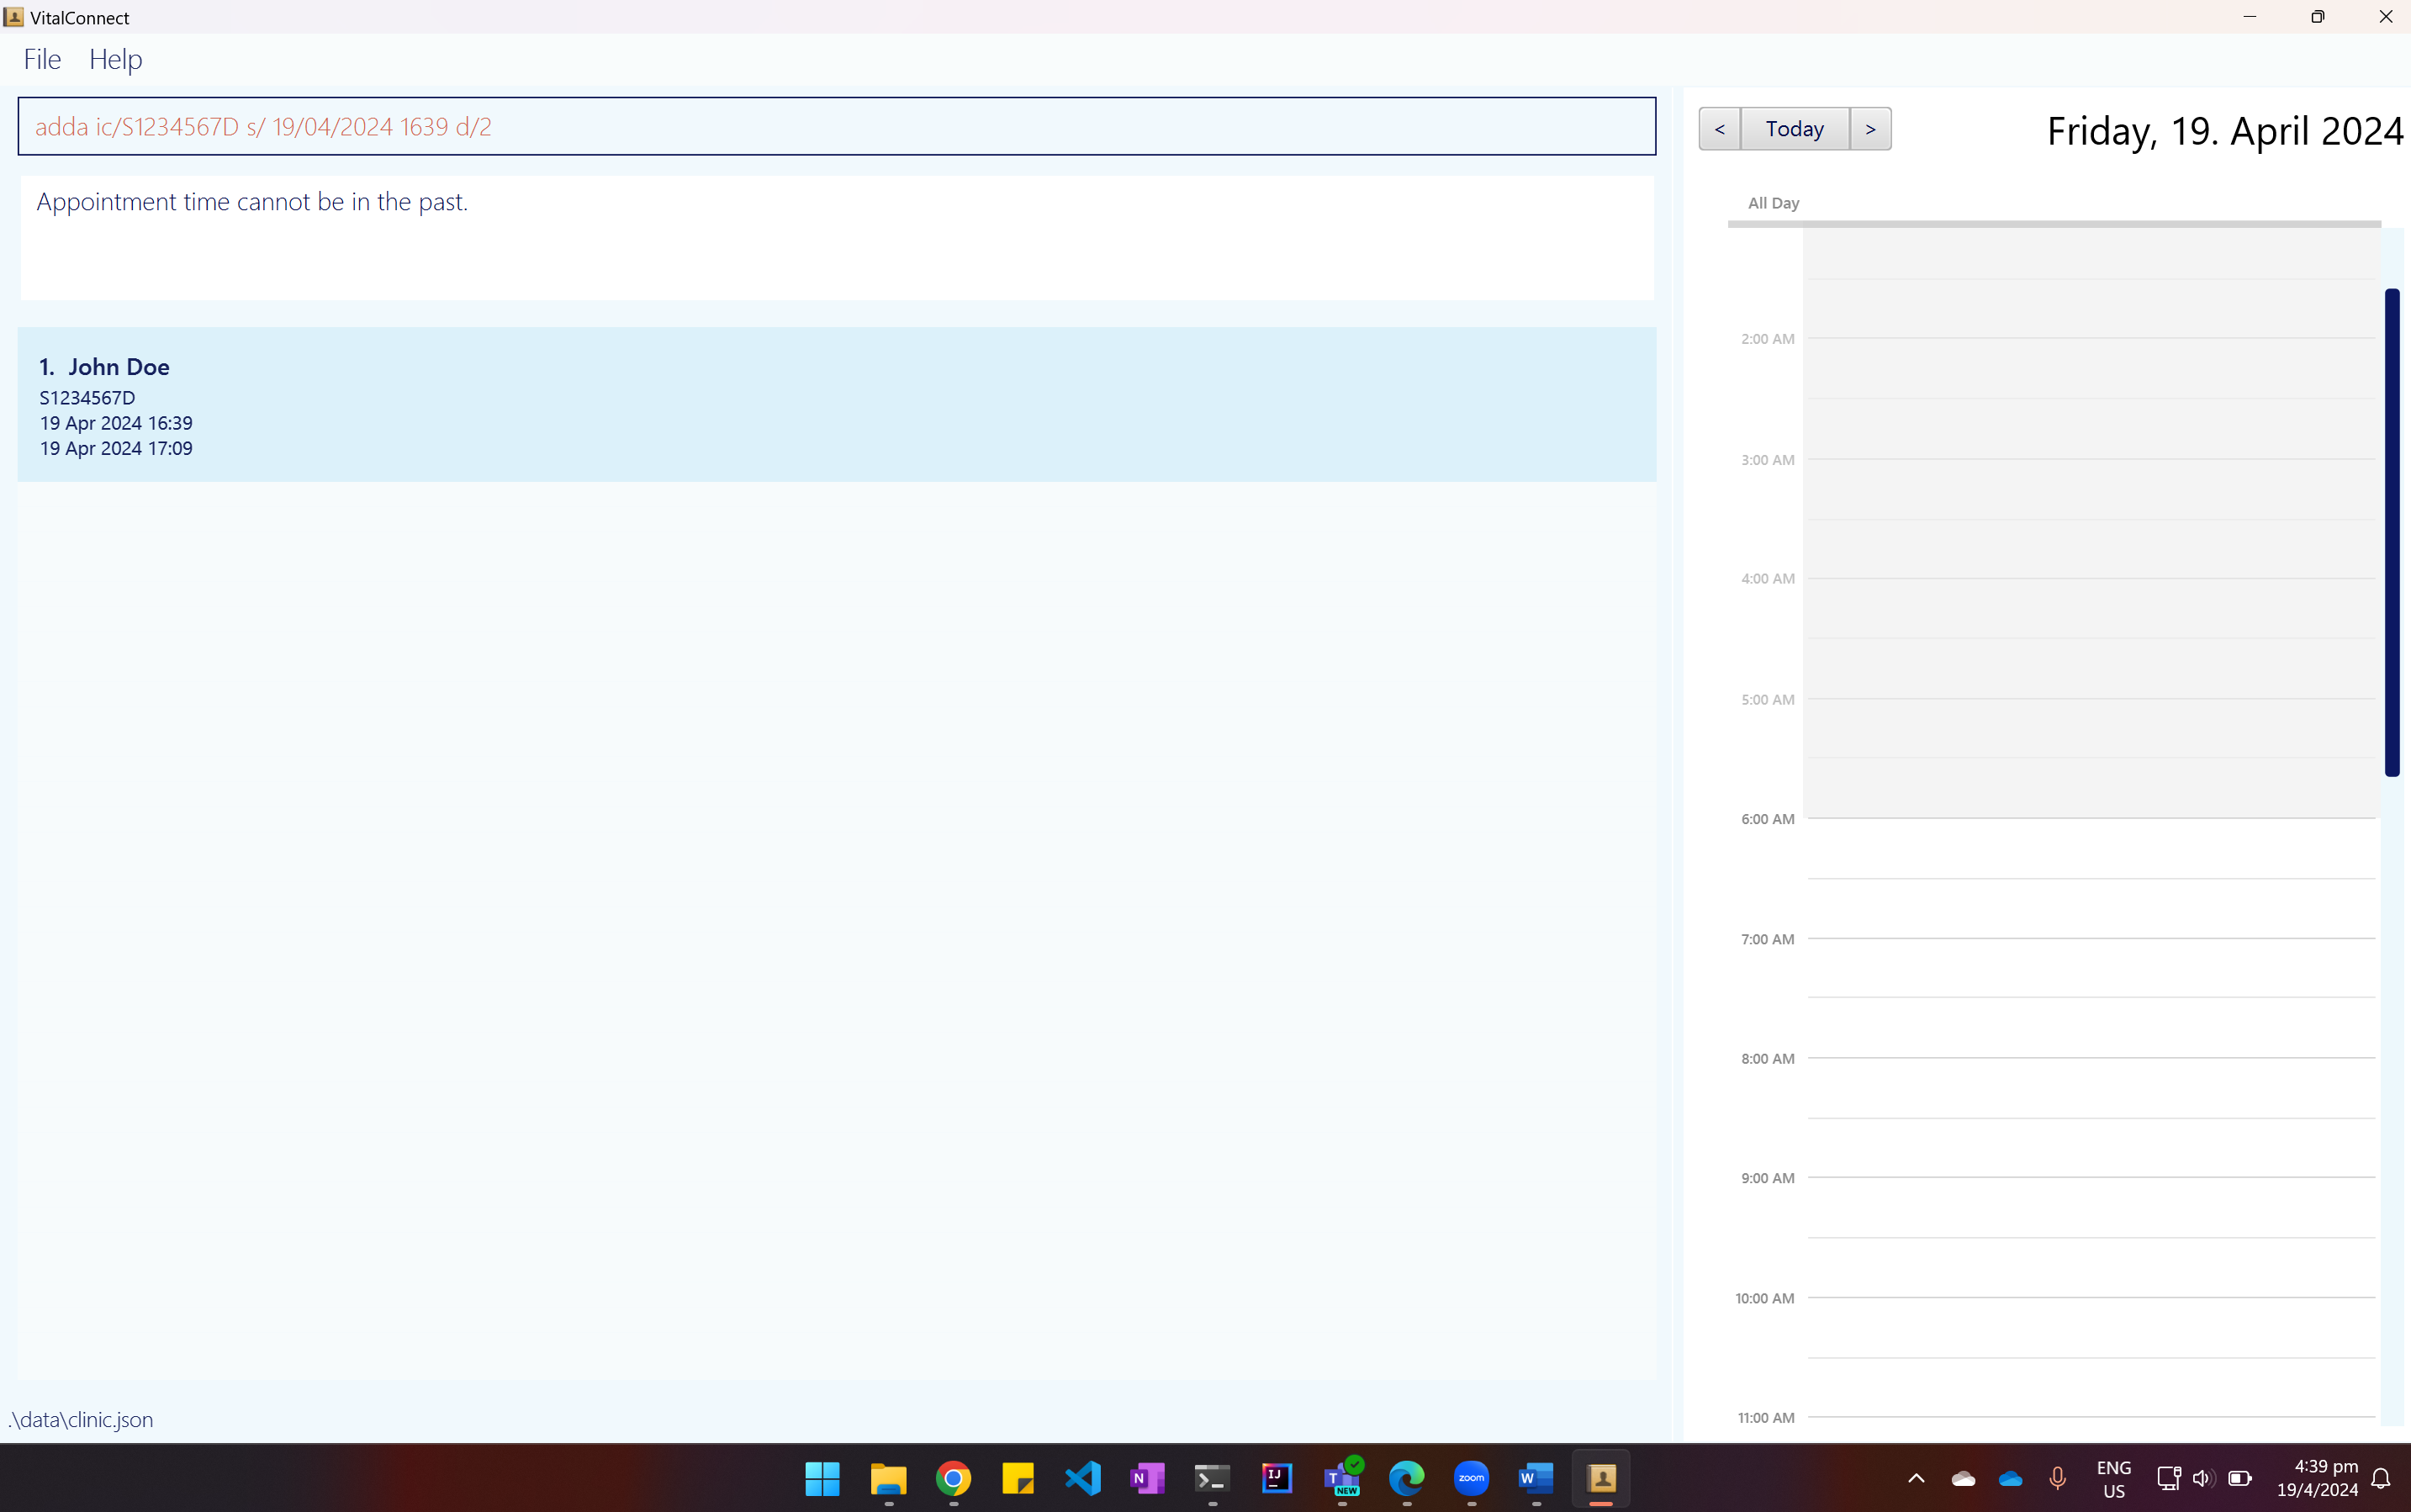 VitalConnect
File Help
adda ic/S1234567D s/ 19/04/2024 1639 d/2
Appointment time cannot be in the past.
1. John Doe
S1234567D
19 Apr 2024 16:39
19 Apr 2024 17:09
.\data\clinic.json
< Today >
Friday, 19. April 2024
All Day
2:00 AM
3:00 AM
4:00 AM
5:00 AM
6:00 AM
7:00 AM
8:00 AM
9:00 AM
10:00 AM
11:00 AM
N
IJ
T
NEW
zoom
W
ENG
US
4:39 pm
19/4/2024